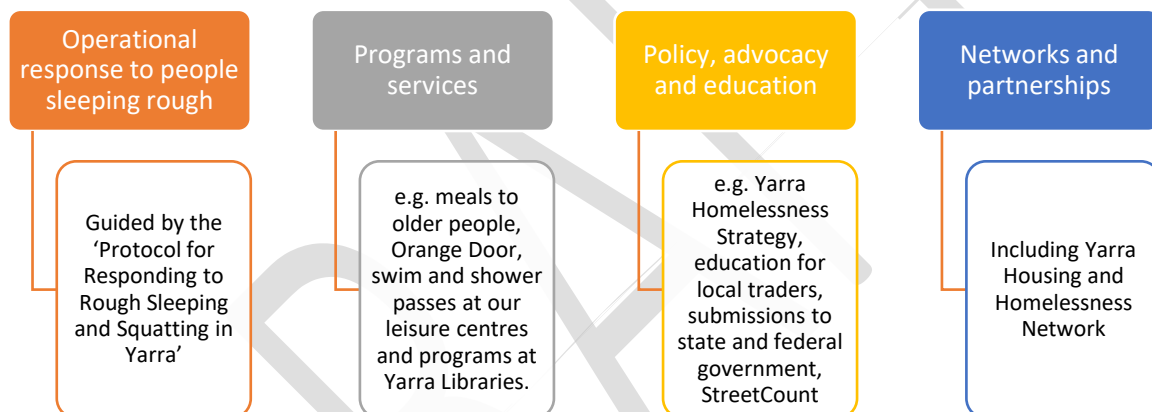 Operational
response to people
sleeping rough
Guided by the
‘Protocol for
Responding to
Rough Sleeping
and Squatting in
Yarra’
Programs and
services
e.g. meals to
older people,
Orange Door,
swim and shower
passes at our
leisure centres
and programs at
Yarra Libraries.
Policy, advocacy
and education
e.g. Yarra
Homelessness
Strategy,
education for
local traders,
submissions to
state and federal
government,
StreetCount
Networks and
partnerships
Including Yarra
Housing and
Homelessness
Network